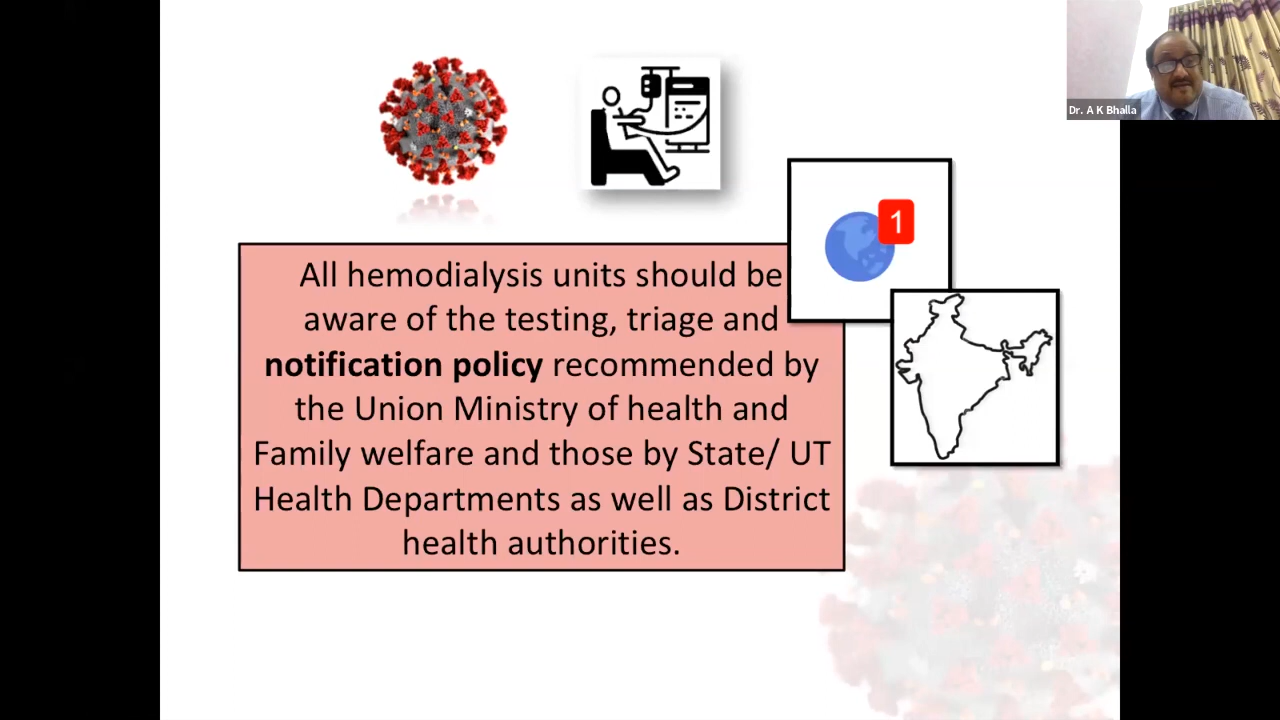 Dr. A K Bhalla
1
All hemodialysis units should be
aware of the testing, triage and
notification policy recommended by
the Union Ministry of health and
Family welfare and those by State/ UT
Health Departments as well as District
health authorities.